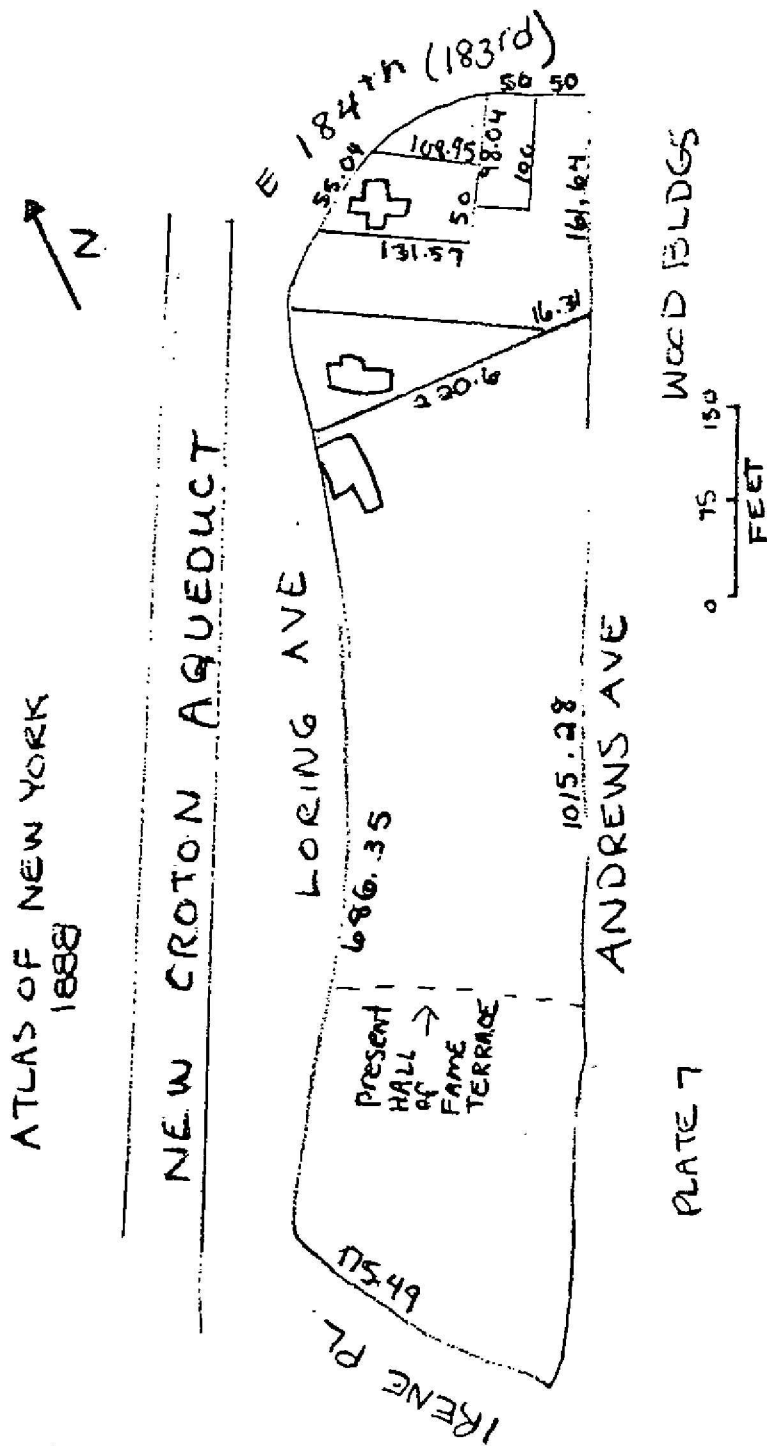 ATLAS OF NEW YORK
1888
N
NEW CROTON AQUEDUCT
LORING AVE
E 184th (183rd)
55.04
108.95
50
98.04
50 50
100
131.57
161.64
16.31
220.6
686.35
1015.28
present
HALL →
of
FAME
TERRACE
175.49
IRENE PL
ANDREWS AVE
WOOD BLDGS
0 75 150
FEET
PLATE 7